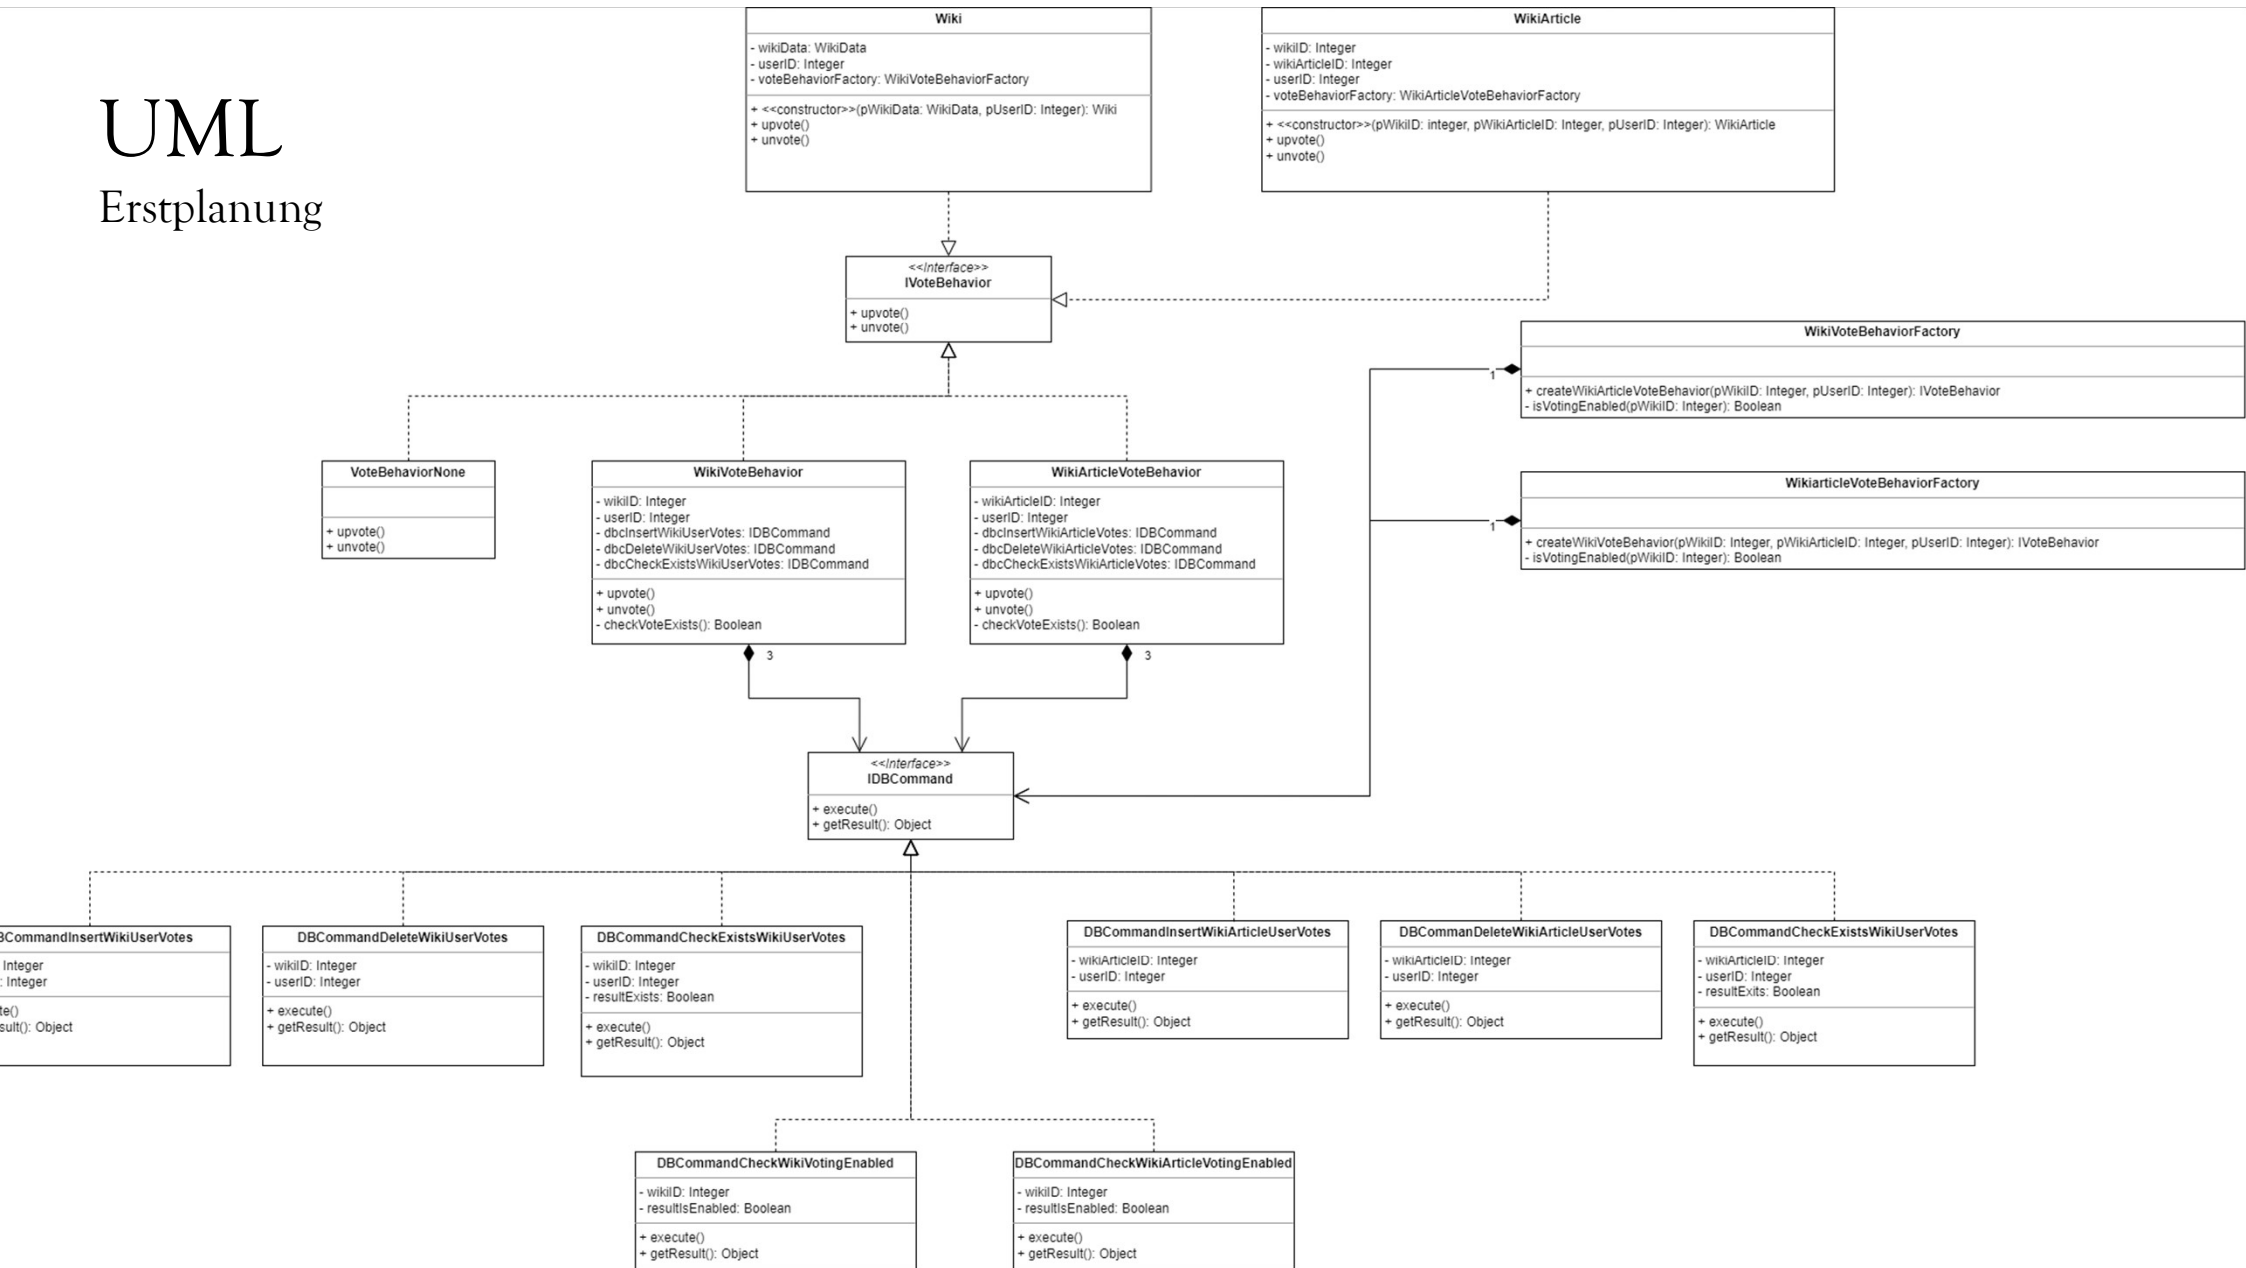 UML
Erstplanung
Wiki
- wikiData: WikiData
- userID: Integer
- voteBehaviorFactory: WikiVoteBehaviorFactory
+ <<constructor>>(pWikiData: WikiData, pUserID: Integer): Wiki
+ upvote()
+ unvote()
WikiArticle
- wikiID: Integer
- wikiArticleID: Integer
- userID: Integer
- voteBehaviorFactory: WikiArticleVoteBehaviorFactory
+ <<constructor>>(pWikiID: integer, pWikiArticleID: Integer, pUserID: Integer): WikiArticle
+ upvote()
+ unvote()
<<Interface>>
IVoteBehavior
+ upvote()
+ unvote()
WikiVoteBehaviorFactory
+ createWikiArticleVoteBehavior(pWikiID: Integer, pUserID: Integer): IVoteBehavior
- isVotingEnabled(pWikiID: Integer): Boolean
1
WikiarticleVoteBehaviorFactory
+ createWikiVoteBehavior(pWikiID: Integer, pWikiArticleID: Integer, pUserID: Integer): IVoteBehavior
- isVotingEnabled(pWikiID: Integer): Boolean
1
VoteBehaviorNone
+ upvote()
+ unvote()
WikiVoteBehavior
- wikiID: Integer
- userID: Integer
- dbcInsertWikiUserVotes: IDBCommand
- dbcDeleteWikiUserVotes: IDBCommand
- dbcCheckExistsWikiUserVotes: IDBCommand
+ upvote()
+ unvote()
- checkVoteExists(): Boolean
3
WikiArticleVoteBehavior
- wikiArticleID: Integer
- userID: Integer
- dbcInsertWikiArticleVotes: IDBCommand
- dbcDeleteWikiArticleVotes: IDBCommand
- dbcCheckExistsWikiArticleVotes: IDBCommand
+ upvote()
+ unvote()
- checkVoteExists(): Boolean
3
<<Interface>>
IDBCommand
+ execute()
+ getResult(): Object
BCommandInsertWikiUserVotes
Integer
: Integer
te()
sult(): Object
DBCommandDeleteWikiUserVotes
- wikiID: Integer
- userID: Integer
+ execute()
+ getResult(): Object
DBCommandCheckExistsWikiUserVotes
- wikiID: Integer
- userID: Integer
- resultExists: Boolean
+ execute()
+ getResult(): Object
DBCommandInsertWikiArticleUserVotes
- wikiArticleID: Integer
- userID: Integer
+ execute()
+ getResult(): Object
DBCommanDeleteWikiArticleUserVotes
- wikiArticleID: Integer
- userID: Integer
+ execute()
+ getResult(): Object
DBCommandCheckExistsWikiUserVotes
- wikiArticleID: Integer
- userID: Integer
- resultExits: Boolean
+ execute()
+ getResult(): Object
DBCommandCheckWikiVotingEnabled
- wikiID: Integer
- resultIsEnabled: Boolean
+ execute()
+ getResult(): Object
DBCommandCheckWikiArticleVotingEnabled
- wikiID: Integer
- resultIsEnabled: Boolean
+ execute()
+ getResult(): Object